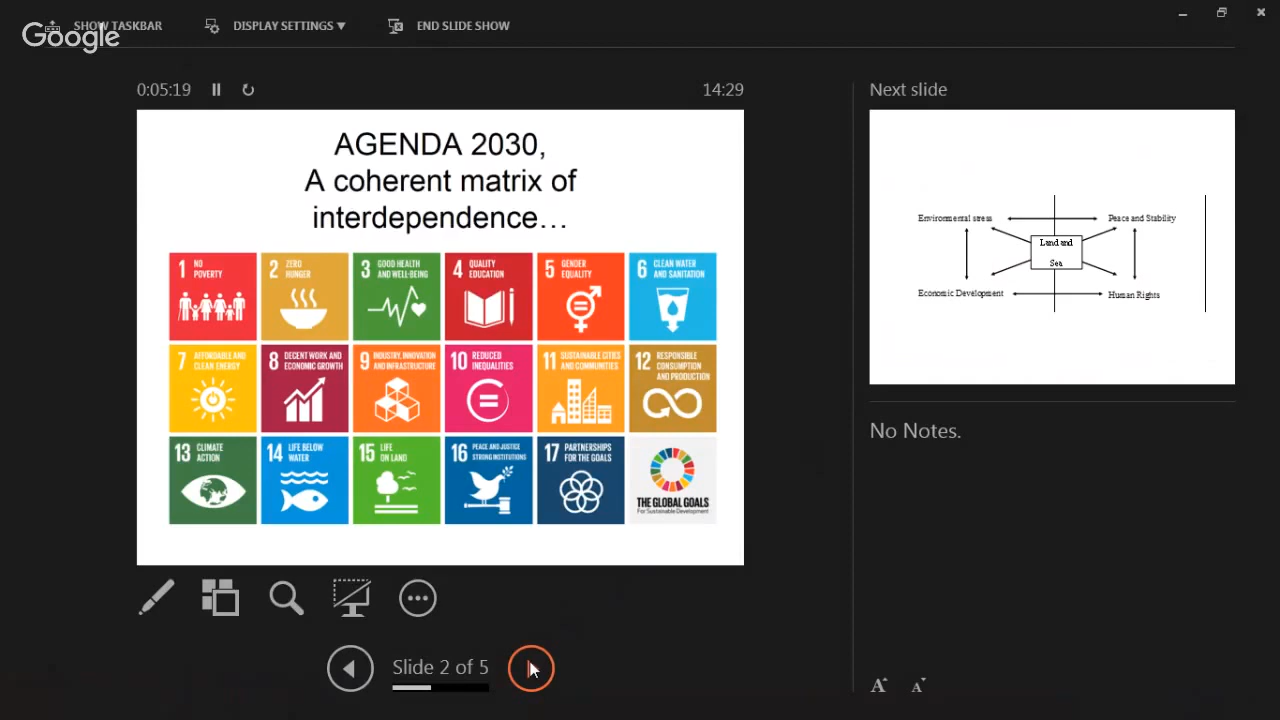 SHOW TASKBAR
DISPLAY SETTINGS ▼
END SLIDE SHOW
Google
0:05:19
14:29
Next slide
AGENDA 2030,
A coherent matrix of
interdependence…
1 NO
POVERTY
2 ZERO
HUNGER
3 GOOD HEALTH
AND WELL-BEING
4 QUALITY
EDUCATION
5 GENDER
EQUALITY
6 CLEAN WATER
AND SANITATION
7 AFFORDABLE AND
CLEAN ENERGY
8 DECENT WORK AND
ECONOMIC GROWTH
9 INDUSTRY, INNOVATION
AND INFRASTRUCTURE
10 REDUCED
INEQUALITIES
11 SUSTAINABLE CITIES
AND COMMUNITIES
12 RESPONSIBLE
CONSUMPTION
AND PRODUCTION
13 CLIMATE
ACTION
14 LIFE BELOW
WATER
15 LIFE
ON LAND
16 PEACE AND JUSTICE
STRONG INSTITUTIONS
17 PARTNERSHIPS
FOR THE GOALS
THE GLOBAL GOALS
For Sustainable Development
Environmental stress
Peace and Stability
Land and
Sea
Economic Development
Human Rights
No Notes.
Slide 2 of 5
A A